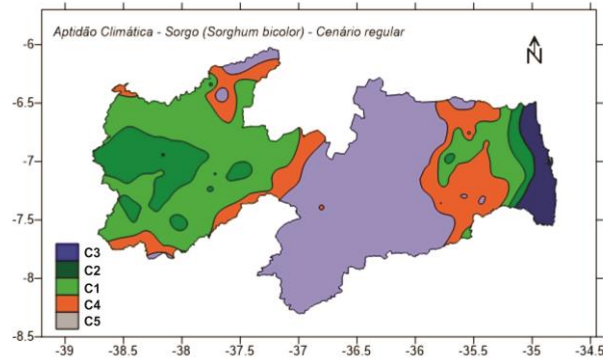 Aptidão Climática - Sorgo (Sorghum bicolor) - Cenário regular
N
-6
-6.5
-7
-7.5
-8
-8.5
C3
C2
C1
C4
C5
-39 -38.5 -38 -37.5 -37 -36.5 -36 -35.5 -35 -34.5